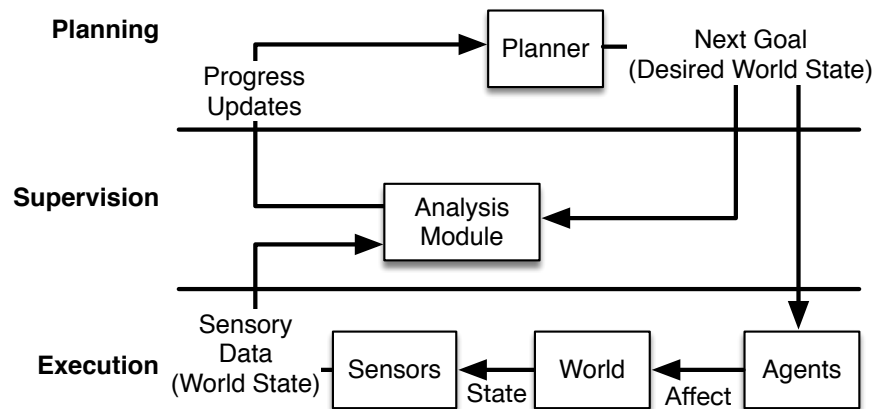 Planning
Planner
Next Goal
(Desired World State)
Progress
Updates
Supervision
Analysis
Module
Sensory
Data
(World State)
Execution
Sensors
State
World
Affect
Agents